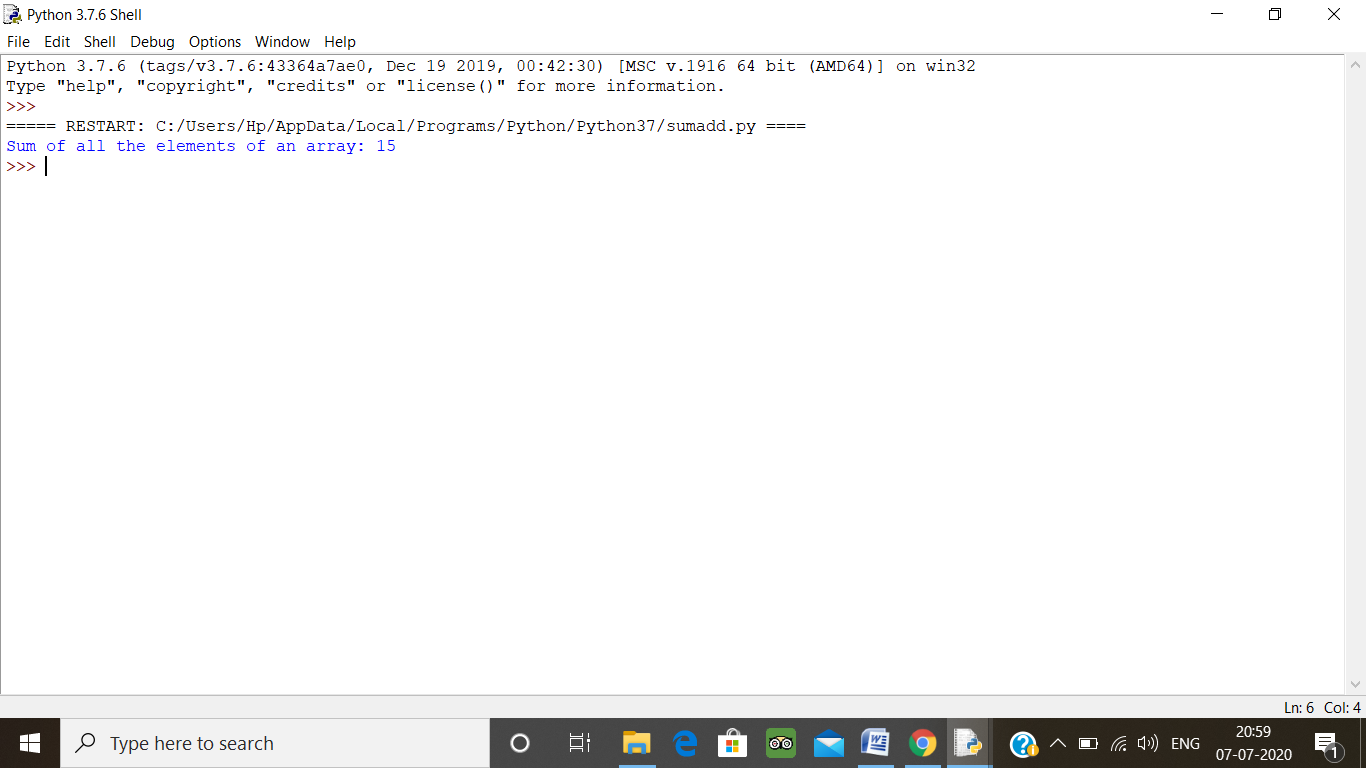 Python 3.7.6 Shell
File Edit Shell Debug Options Window Help
Python 3.7.6 (tags/v3.7.6:43364a7ae0, Dec 19 2019, 00:42:30) [MSC v.1916 64 bit (AMD64)] on win32
Type "help", "copyright", "credits" or "license()" for more information.
>>>
===== RESTART: C:/Users/Hp/AppData/Local/Programs/Python/Python37/sumadd.py ====
Sum of all the elements of an array: 15
>>>
Ln: 6 Col: 4
Type here to search
ENG
20:59
07-07-2020
1